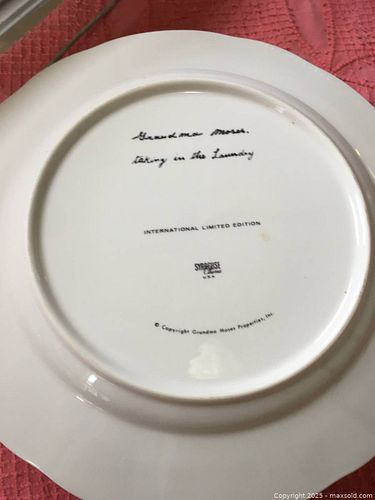 Grandma Moses.
taking in the Laundry
INTERNATIONAL LIMITED EDITION
SYRACUSE
China
U.S.A.
© Copyright Grandma Moses Properties, Inc.
Copyright 2025 - maxsold.com